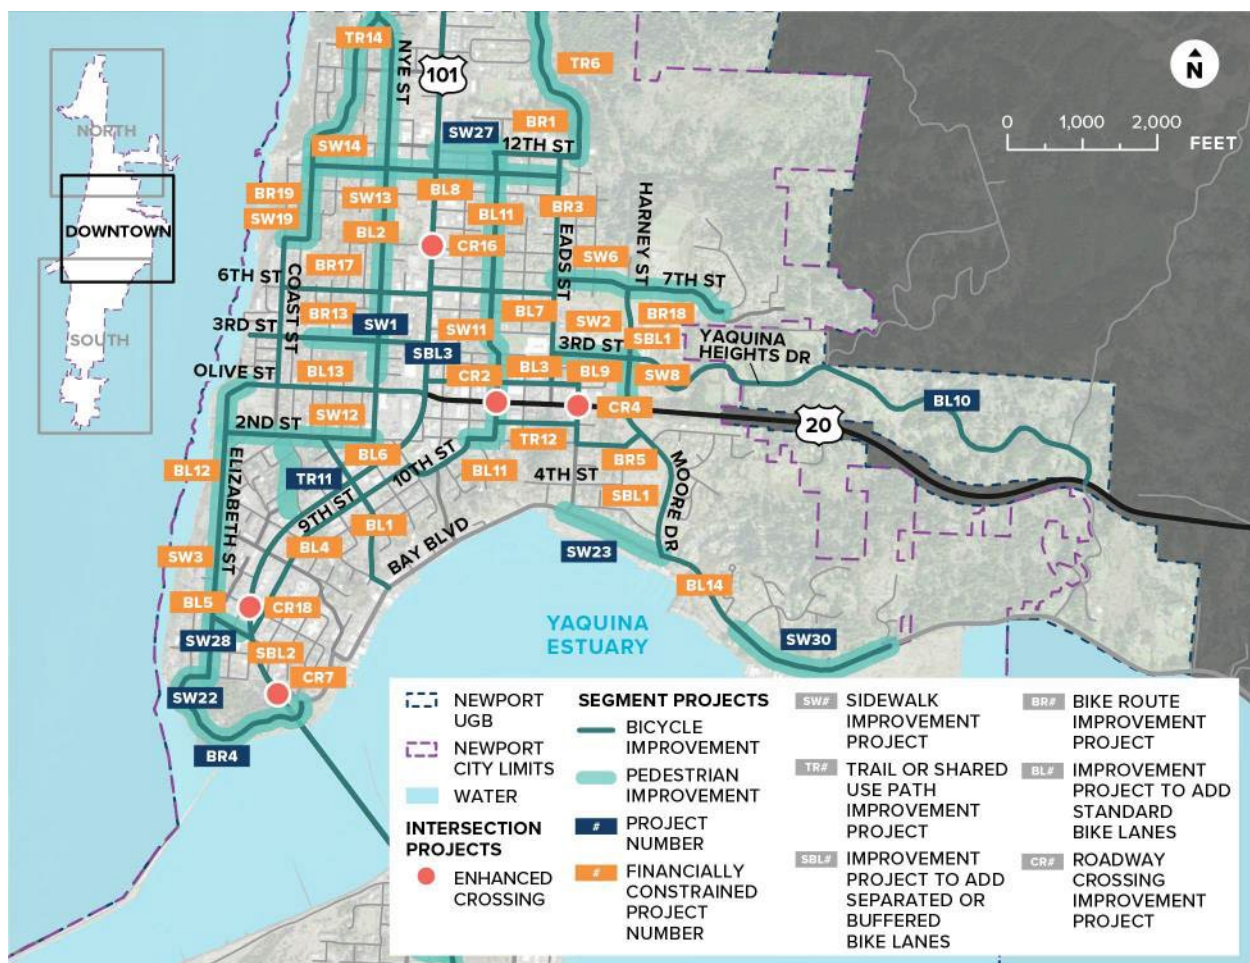 TR14
NYE ST
101
TR6
N
0 1,000 2,000
FEET
NORTH
DOWNTOWN
SOUTH
SW27
BR1
12TH ST
SW14
BR19
SW13
BL8
BL11
BR3
HARNEY ST
SW19
BL2
CR16
EADS ST
SW6
6TH ST
COAST ST
BR17
7TH ST
BR13
SW1
SW11
BL7
SW2
BR18
3RD ST
SBL3
3RD ST
SBL1
YAQUINA
HEIGHTS DR
OLIVE ST
BL13
CR2
BL3
BL9
SW8
BL10
SW12
CR4
20
2ND ST
BL6
10TH ST
TR12
BL12
ELIZABETH ST
TR11
BL11
4TH ST
BR5
MOORE DR
9TH ST
BL1
SBL1
BL4
BAY BLVD
SW23
SW3
BL14
BL5
CR18
SW28
YAQUINA
ESTUARY
SW30
SBL2
CR7
SW22
BR4
NEWPORT
UGB
NEWPORT
CITY LIMITS
WATER
INTERSECTION
PROJECTS
ENHANCED
CROSSING
SEGMENT PROJECTS
BICYCLE
IMPROVEMENT
PEDESTRIAN
IMPROVEMENT
# PROJECT
NUMBER
# FINANCIALLY
CONSTRAINED
PROJECT
NUMBER
SW# SIDEWALK
IMPROVEMENT
PROJECT
TR# TRAIL OR SHARED
USE PATH
IMPROVEMENT
PROJECT
SBL# IMPROVEMENT
PROJECT TO ADD
SEPARATED OR
BUFFERED
BIKE LANES
BR# BIKE ROUTE
IMPROVEMENT
PROJECT
BL# IMPROVEMENT
PROJECT TO ADD
STANDARD
BIKE LANES
CR# ROADWAY
CROSSING
IMPROVEMENT
PROJECT